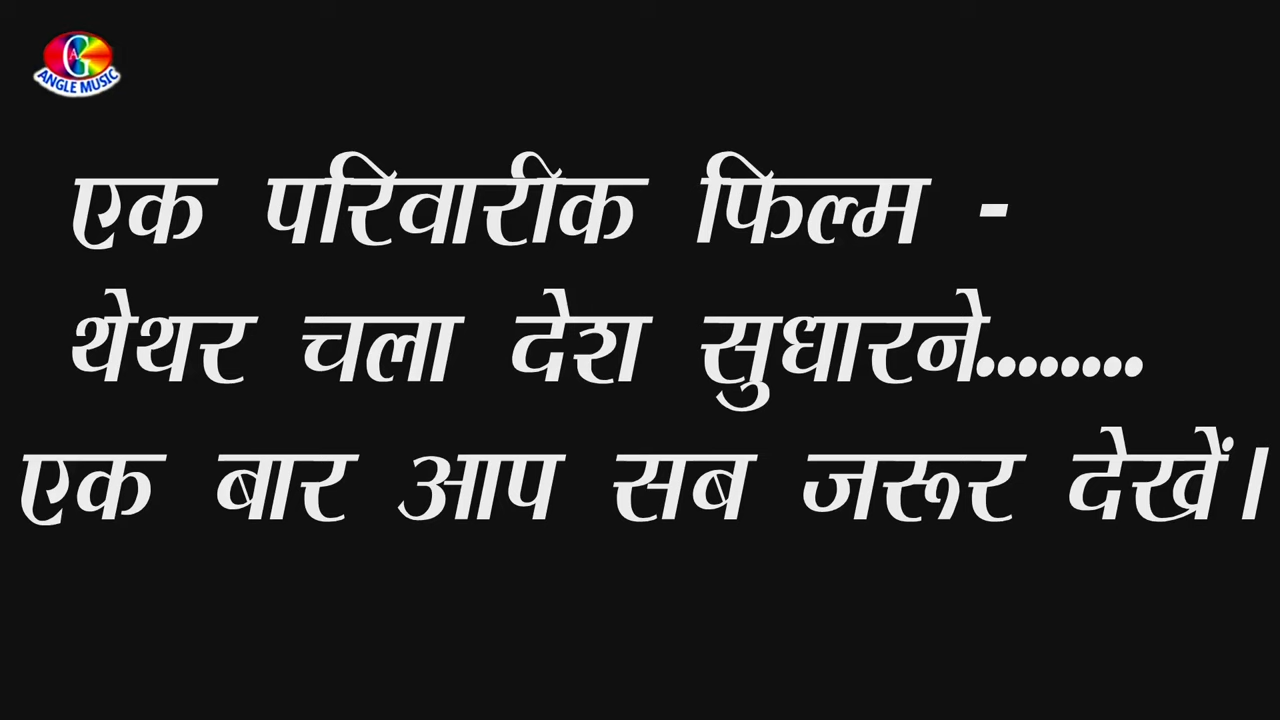 ANGLE MUSIC
एक परिवारीक फिल्म -
थेथर चला देश सुधारने........
एक बार आप सब जरूर देखें।